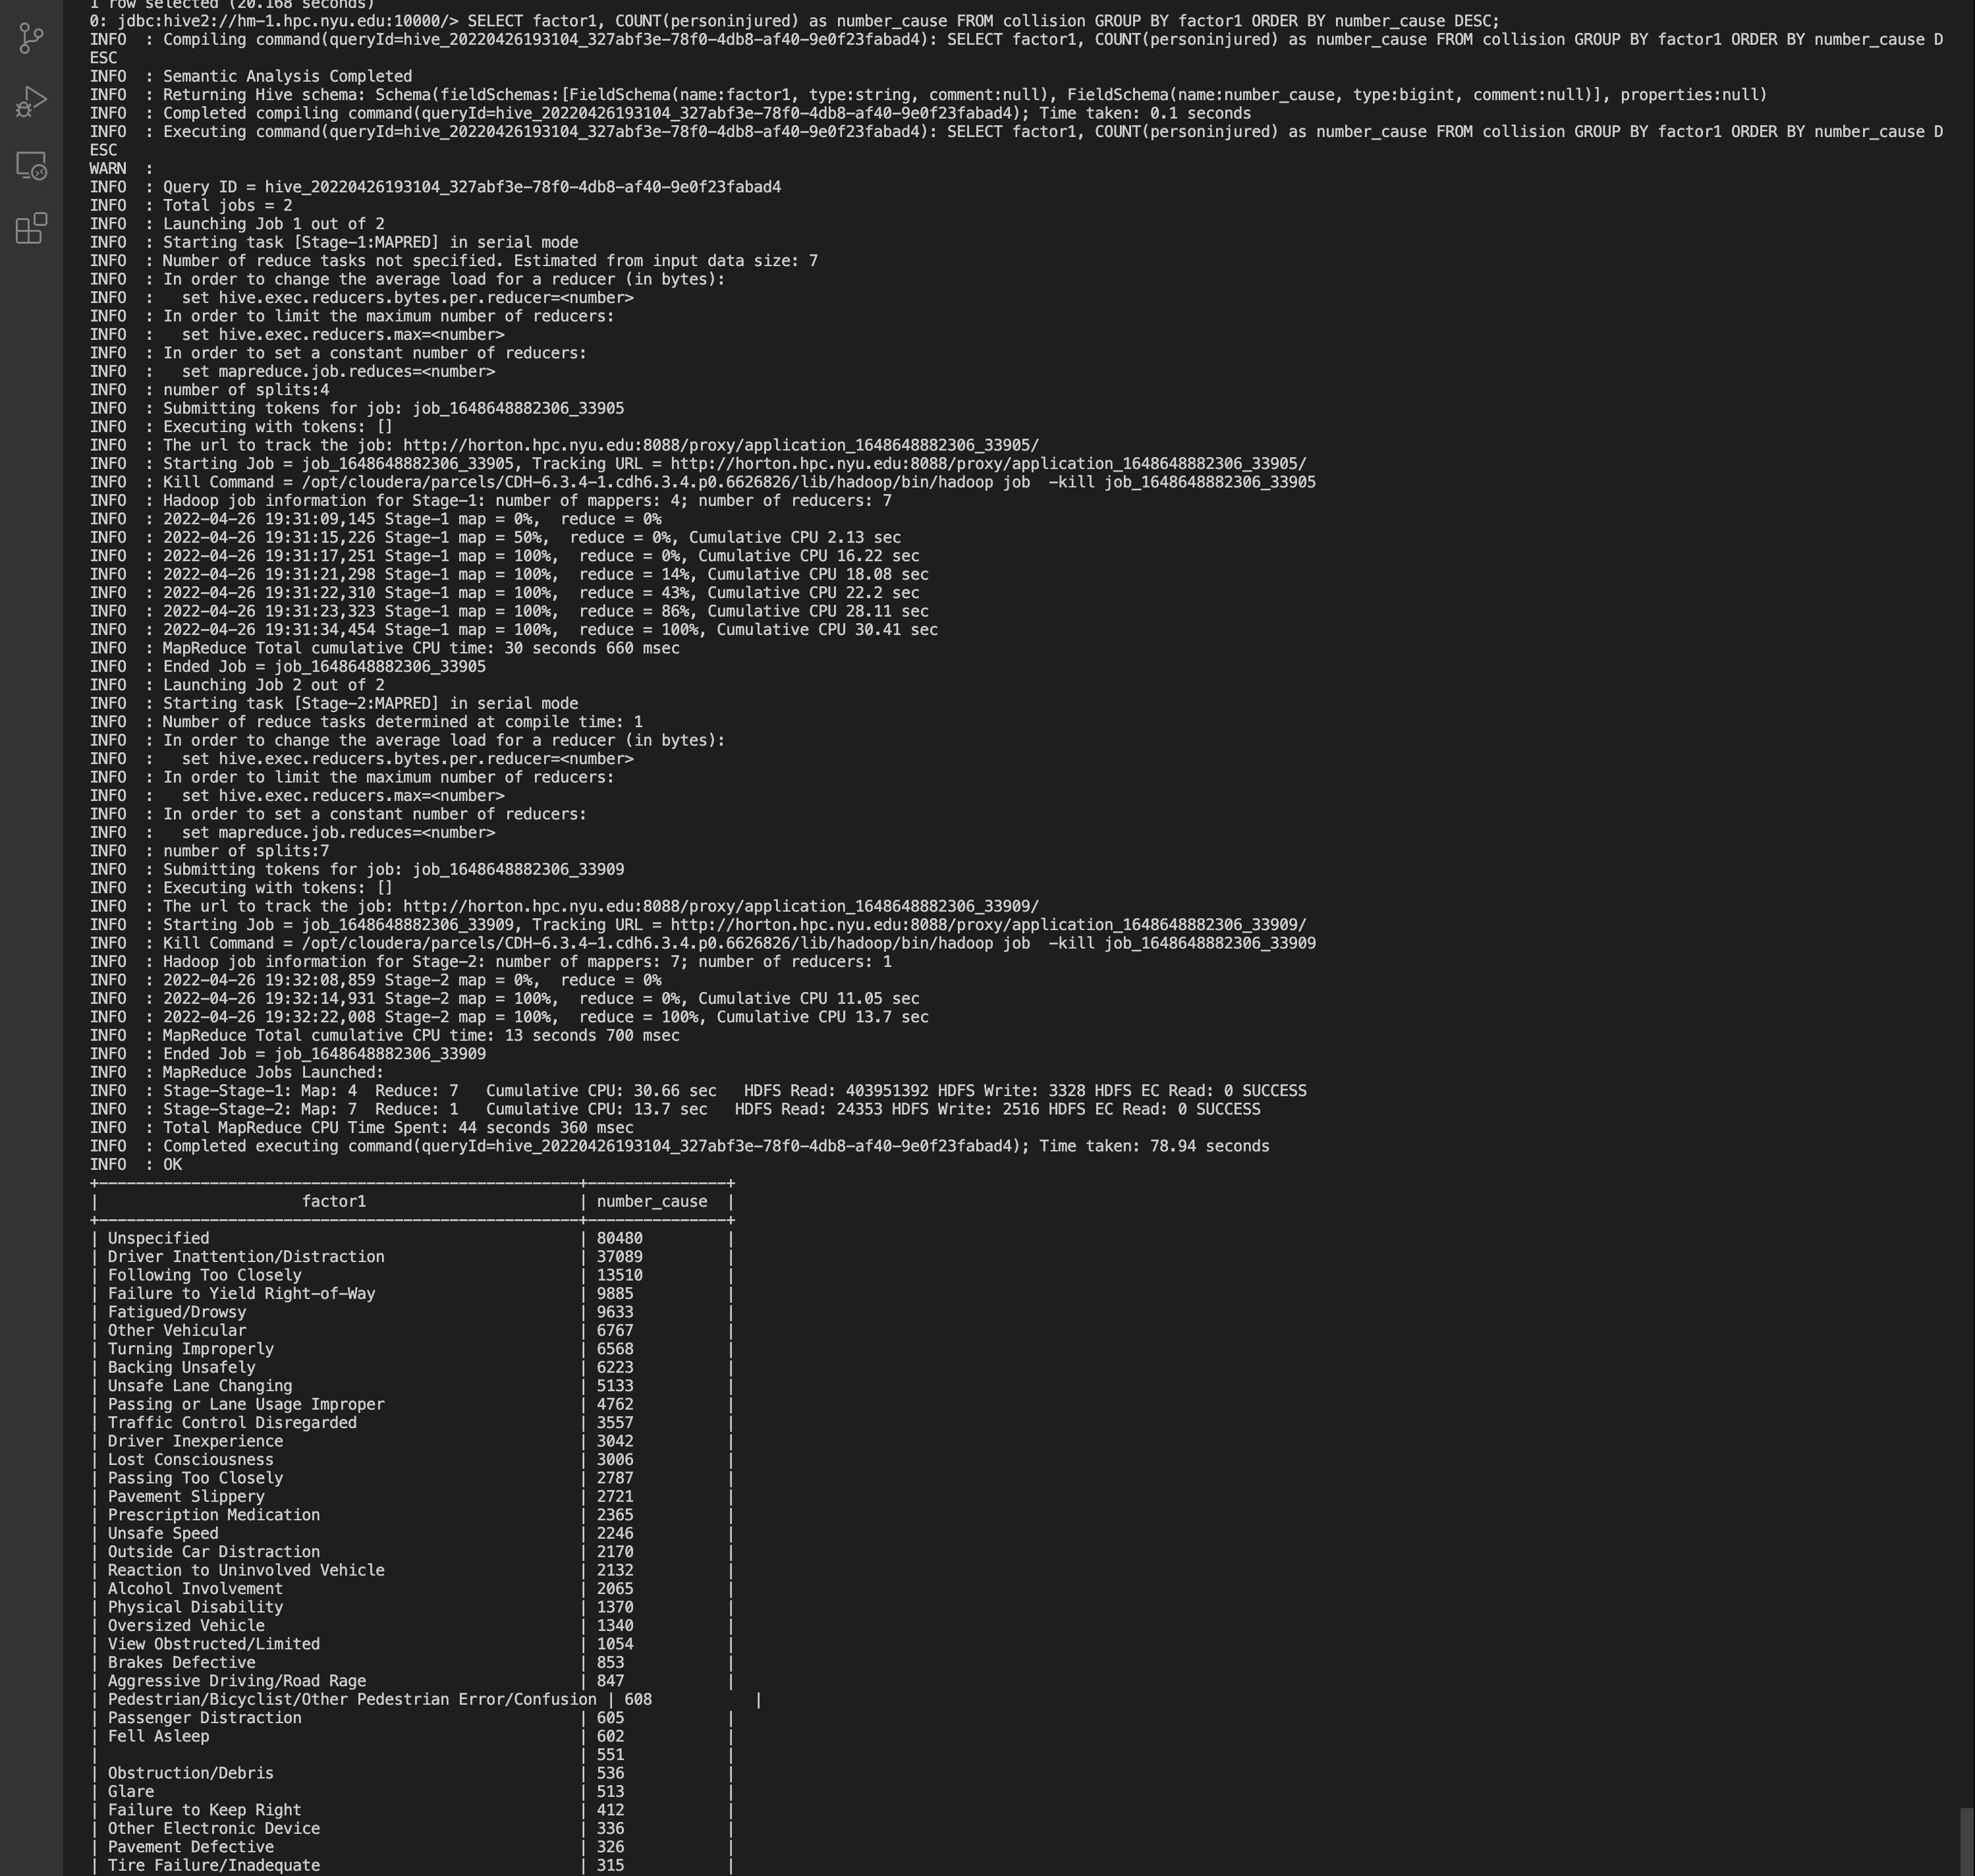 1 row selected (20.168 seconds)
0: jdbc:hive2://hm-1.hpc.nyu.edu:10000/> SELECT factor1, COUNT(personinjured) as number_cause FROM collision GROUP BY factor1 ORDER BY number_cause DESC;
INFO  : Compiling command(queryId=hive_20220426193104_327abf3e-78f0-4db8-af40-9e0f23fabad4): SELECT factor1, COUNT(personinjured) as number_cause FROM collision GROUP BY factor1 ORDER BY number_cause D
ESC
INFO  : Semantic Analysis Completed
INFO  : Returning Hive schema: Schema(fieldSchemas:[FieldSchema(name:factor1, type:string, comment:null), FieldSchema(name:number_cause, type:bigint, comment:null)], properties:null)
INFO  : Completed compiling command(queryId=hive_20220426193104_327abf3e-78f0-4db8-af40-9e0f23fabad4); Time taken: 0.1 seconds
INFO  : Executing command(queryId=hive_20220426193104_327abf3e-78f0-4db8-af40-9e0f23fabad4): SELECT factor1, COUNT(personinjured) as number_cause FROM collision GROUP BY factor1 ORDER BY number_cause D
ESC
WARN  :
INFO  : Query ID = hive_20220426193104_327abf3e-78f0-4db8-af40-9e0f23fabad4
INFO  : Total jobs = 2
INFO  : Launching Job 1 out of 2
INFO  : Starting task [Stage-1:MAPRED] in serial mode
INFO  : Number of reduce tasks not specified. Estimated from input data size: 7
INFO  : In order to change the average load for a reducer (in bytes):
INFO  :   set hive.exec.reducers.bytes.per.reducer=<number>
INFO  : In order to limit the maximum number of reducers:
INFO  :   set hive.exec.reducers.max=<number>
INFO  : In order to set a constant number of reducers:
INFO  :   set mapreduce.job.reduces=<number>
INFO  : number of splits:4
INFO  : Submitting tokens for job: job_1648648882306_33905
INFO  : Executing with tokens: []
INFO  : The url to track the job: http://horton.hpc.nyu.edu:8088/proxy/application_1648648882306_33905/
INFO  : Starting Job = job_1648648882306_33905, Tracking URL = http://horton.hpc.nyu.edu:8088/proxy/application_1648648882306_33905/
INFO  : Kill Command = /opt/cloudera/parcels/CDH-6.3.4-1.cdh6.3.4.p0.6626826/lib/hadoop/bin/hadoop job  -kill job_1648648882306_33905
INFO  : Hadoop job information for Stage-1: number of mappers: 4; number of reducers: 7
INFO  : 2022-04-26 19:31:09,145 Stage-1 map = 0%,  reduce = 0%
INFO  : 2022-04-26 19:31:15,226 Stage-1 map = 50%,  reduce = 0%, Cumulative CPU 2.13 sec
INFO  : 2022-04-26 19:31:17,251 Stage-1 map = 100%,  reduce = 0%, Cumulative CPU 16.22 sec
INFO  : 2022-04-26 19:31:21,298 Stage-1 map = 100%,  reduce = 14%, Cumulative CPU 18.08 sec
INFO  : 2022-04-26 19:31:22,310 Stage-1 map = 100%,  reduce = 43%, Cumulative CPU 22.2 sec
INFO  : 2022-04-26 19:31:23,323 Stage-1 map = 100%,  reduce = 86%, Cumulative CPU 28.11 sec
INFO  : 2022-04-26 19:31:34,454 Stage-1 map = 100%,  reduce = 100%, Cumulative CPU 30.41 sec
INFO  : MapReduce Total cumulative CPU time: 30 seconds 660 msec
INFO  : Ended Job = job_1648648882306_33905
INFO  : Launching Job 2 out of 2
INFO  : Starting task [Stage-2:MAPRED] in serial mode
INFO  : Number of reduce tasks determined at compile time: 1
INFO  : In order to change the average load for a reducer (in bytes):
INFO  :   set hive.exec.reducers.bytes.per.reducer=<number>
INFO  : In order to limit the maximum number of reducers:
INFO  :   set hive.exec.reducers.max=<number>
INFO  : In order to set a constant number of reducers:
INFO  :   set mapreduce.job.reduces=<number>
INFO  : number of splits:7
INFO  : Submitting tokens for job: job_1648648882306_33909
INFO  : Executing with tokens: []
INFO  : The url to track the job: http://horton.hpc.nyu.edu:8088/proxy/application_1648648882306_33909/
INFO  : Starting Job = job_1648648882306_33909, Tracking URL = http://horton.hpc.nyu.edu:8088/proxy/application_1648648882306_33909/
INFO  : Kill Command = /opt/cloudera/parcels/CDH-6.3.4-1.cdh6.3.4.p0.6626826/lib/hadoop/bin/hadoop job  -kill job_1648648882306_33909
INFO  : Hadoop job information for Stage-2: number of mappers: 7; number of reducers: 1
INFO  : 2022-04-26 19:32:08,859 Stage-2 map = 0%,  reduce = 0%
INFO  : 2022-04-26 19:32:14,931 Stage-2 map = 100%,  reduce = 0%, Cumulative CPU 11.05 sec
INFO  : 2022-04-26 19:32:22,008 Stage-2 map = 100%,  reduce = 100%, Cumulative CPU 13.7 sec
INFO  : MapReduce Total cumulative CPU time: 13 seconds 700 msec
INFO  : Ended Job = job_1648648882306_33909
INFO  : MapReduce Jobs Launched:
INFO  : Stage-Stage-1: Map: 4  Reduce: 7   Cumulative CPU: 30.66 sec   HDFS Read: 403951392 HDFS Write: 3328 HDFS EC Read: 0 SUCCESS
INFO  : Stage-Stage-2: Map: 7  Reduce: 1   Cumulative CPU: 13.7 sec   HDFS Read: 24353 HDFS Write: 2516 HDFS EC Read: 0 SUCCESS
INFO  : Total MapReduce CPU Time Spent: 44 seconds 360 msec
INFO  : Completed executing command(queryId=hive_20220426193104_327abf3e-78f0-4db8-af40-9e0f23fabad4); Time taken: 78.94 seconds
INFO  : OK
+----------------------------------------------------+---------------+
|                      factor1                       | number_cause  |
+----------------------------------------------------+---------------+
| Unspecified                                        | 80480         |
| Driver Inattention/Distraction                     | 37089         |
| Following Too Closely                              | 13510         |
| Failure to Yield Right-of-Way                      | 9885          |
| Fatigued/Drowsy                                    | 9633          |
| Other Vehicular                                    | 6767          |
| Turning Improperly                                 | 6568          |
| Backing Unsafely                                   | 6223          |
| Unsafe Lane Changing                               | 5133          |
| Passing or Lane Usage Improper                     | 4762          |
| Traffic Control Disregarded                        | 3557          |
| Driver Inexperience                                | 3042          |
| Lost Consciousness                                 | 3006          |
| Passing Too Closely                                | 2787          |
| Pavement Slippery                                  | 2721          |
| Prescription Medication                            | 2365          |
| Unsafe Speed                                       | 2246          |
| Outside Car Distraction                            | 2170          |
| Reaction to Uninvolved Vehicle                     | 2132          |
| Alcohol Involvement                                | 2065          |
| Physical Disability                                | 1370          |
| Oversized Vehicle                                  | 1340          |
| View Obstructed/Limited                            | 1054          |
| Brakes Defective                                   | 853           |
| Aggressive Driving/Road Rage                       | 847           |
| Pedestrian/Bicyclist/Other Pedestrian Error/Confusion | 608           |
| Passenger Distraction                              | 605           |
| Fell Asleep                                        | 602           |
|                                                    | 551           |
| Obstruction/Debris                                 | 536           |
| Glare                                              | 513           |
| Failure to Keep Right                              | 412           |
| Other Electronic Device                            | 336           |
| Pavement Defective                                 | 326           |
| Tire Failure/Inadequate                            | 315           |